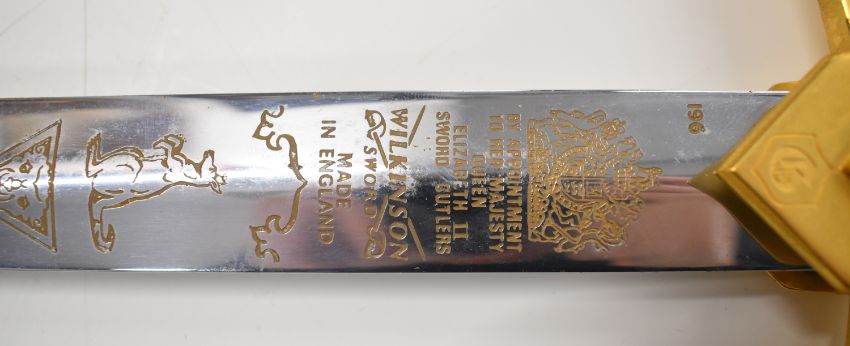 196
BY APPOINTMENT
TO HER MAJESTY
QUEEN
ELIZABETH II
SWORD CUTLERS
WILKINSON
SWORD
MADE
IN ENGLAND